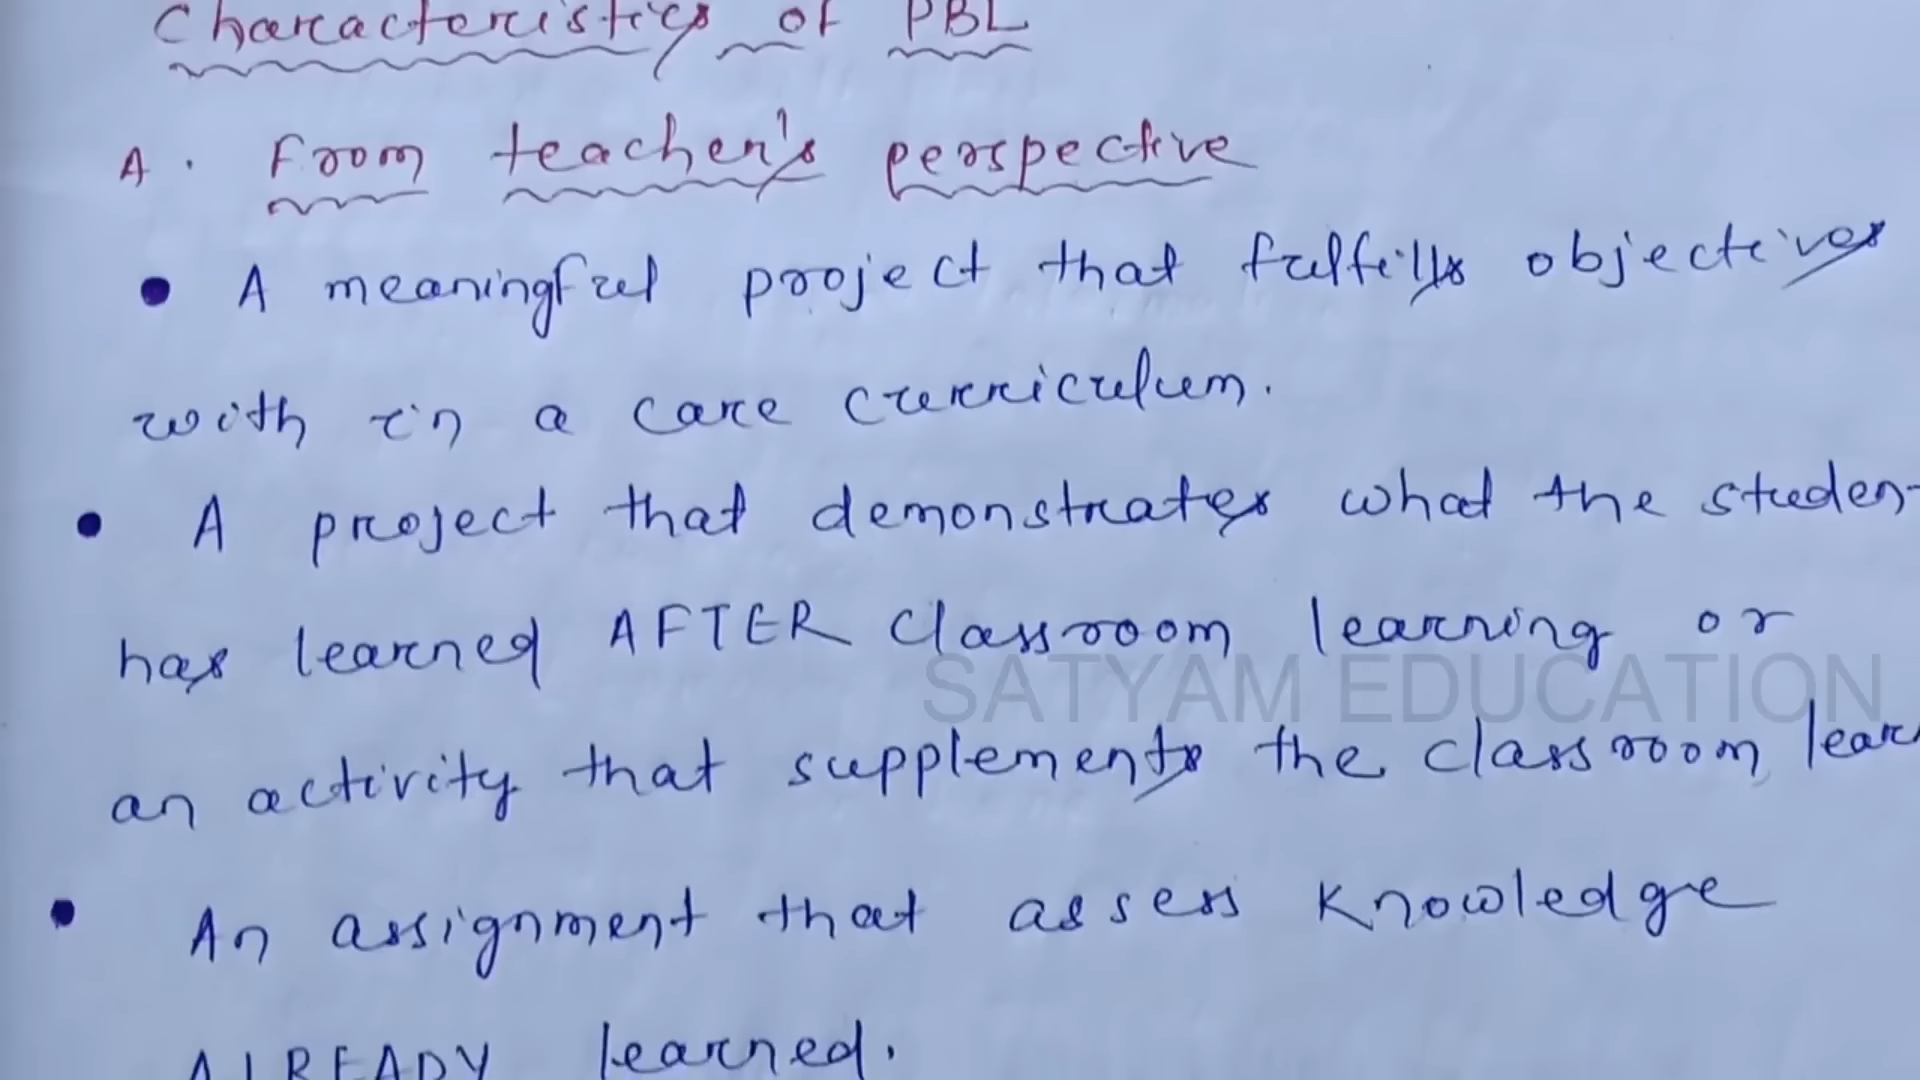 Characteristics of PBL
A. From teacher's perspective
• A meaningful project that fulfills objectives
with in a care curriculum.
• A project that demonstrates what the studen-
has learned AFTER classroom learning or
SATYAM EDUCATION
an activity that supplements the classroom lear
• An assignment that assess knowledge
ALREADY learned.